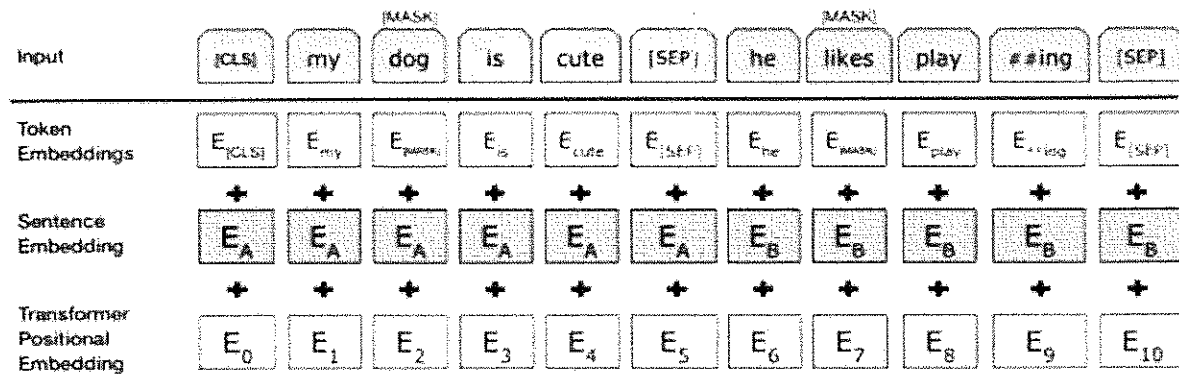 [MASK] [MASK]
Input [CLS] my dog is cute [SEP] he likes play ##ing [SEP]
Token
Embeddings E[CLS] Emy E[MASK] Eis Ecute E[SEP] Ehe E[MASK] Eplay E##ing E[SEP]
+ + + + + + + + + + +
Sentence
Embedding EA EA EA EA EA EA EB EB EB EB EB
+ + + + + + + + + + +
Transformer
Positional
Embedding E0 E1 E2 E3 E4 E5 E6 E7 E8 E9 E10